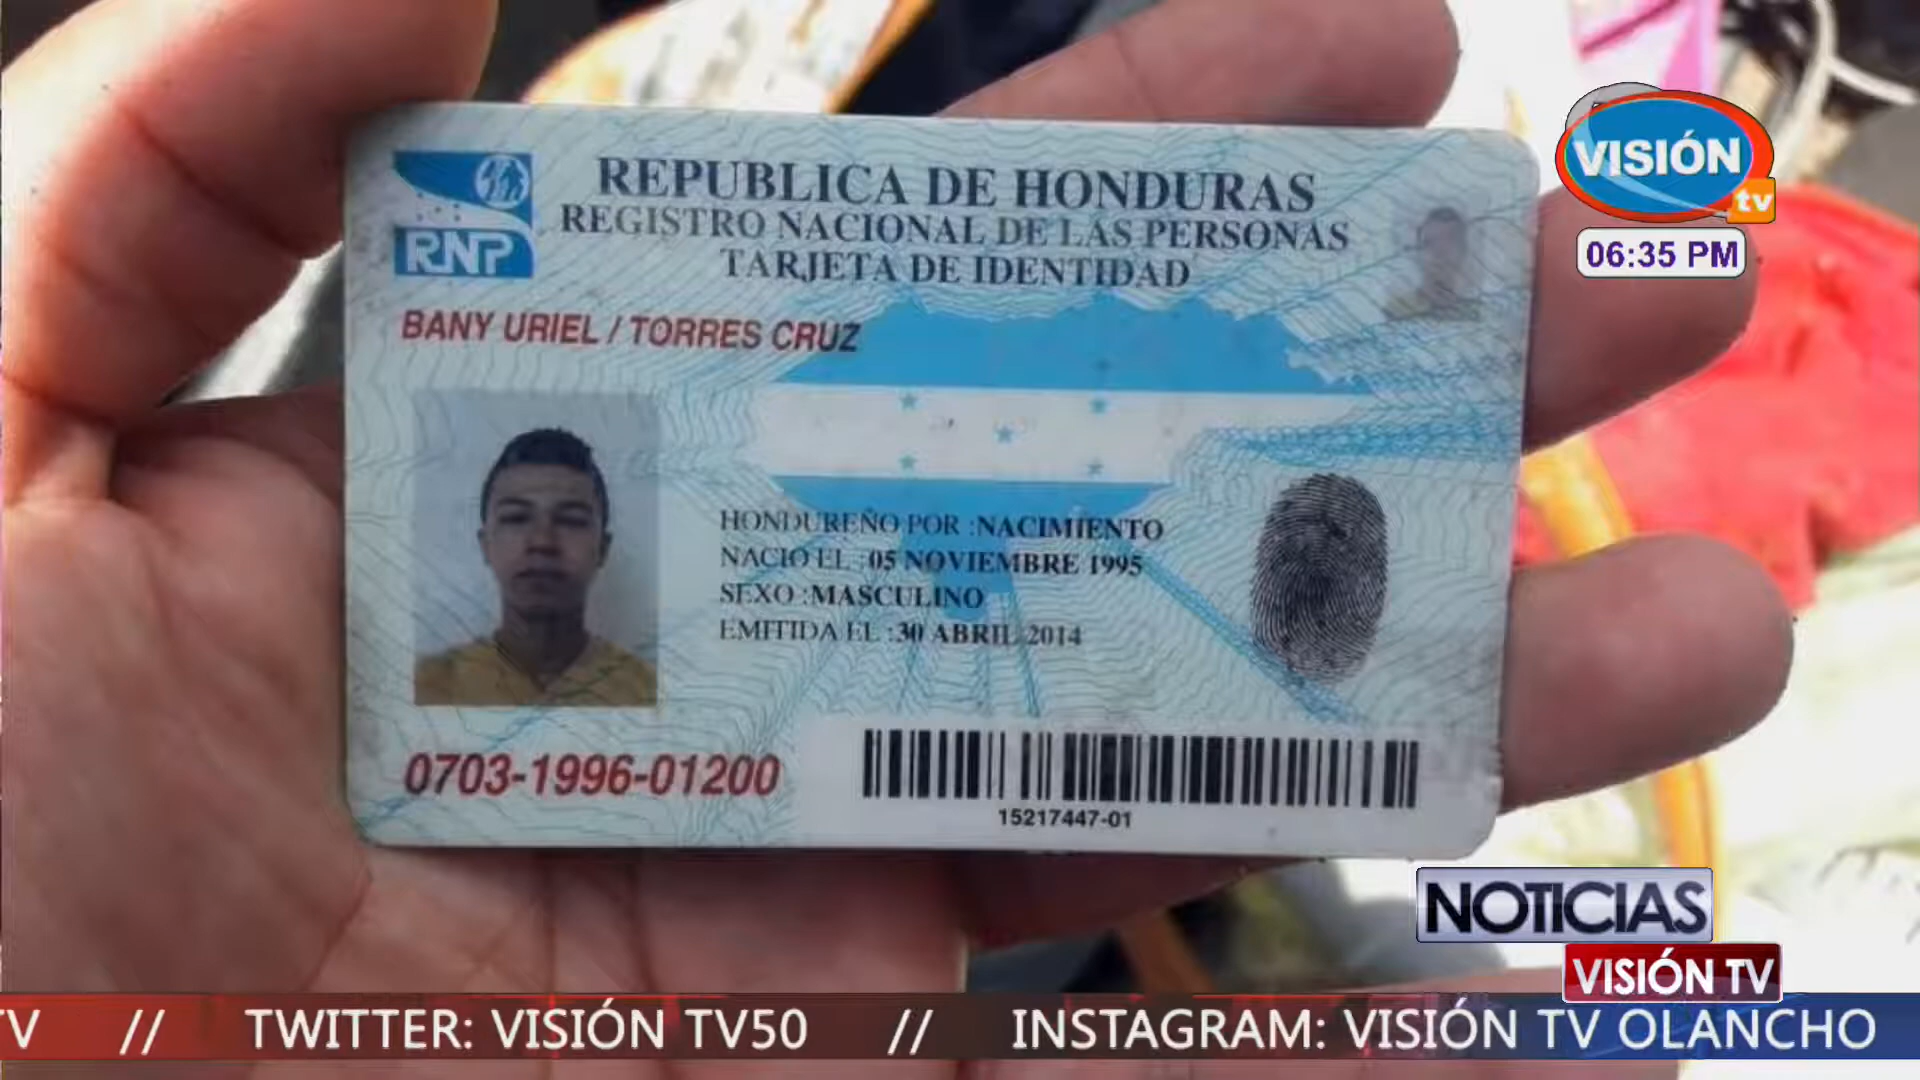 VISIÓN
tv
06:35 PM
RNP
REPUBLICA DE HONDURAS
REGISTRO NACIONAL DE LAS PERSONAS
TARJETA DE IDENTIDAD
BANY URIEL / TORRES CRUZ
HONDUREÑO POR :NACIMIENTO
NACIO EL :05 NOVIEMBRE 1995
SEXO :MASCULINO
EMITIDA EL :30 ABRIL 2014
0703-1996-01200
15217447-01
NOTICIAS
VISIÓN TV
TV // TWITTER: VISIÓN TV50 // INSTAGRAM: VISIÓN TV OLANCHO